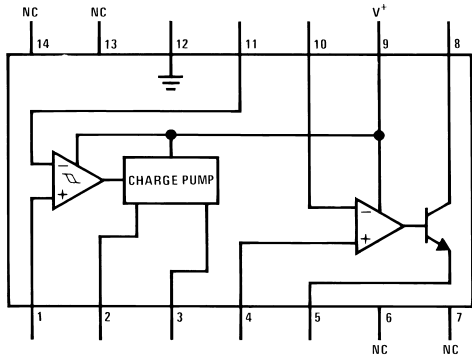 NC NC V+
14 13 12 11 10 9 8
−
+
CHARGE PUMP
−
+
1 2 3 4 5 6 7
NC NC